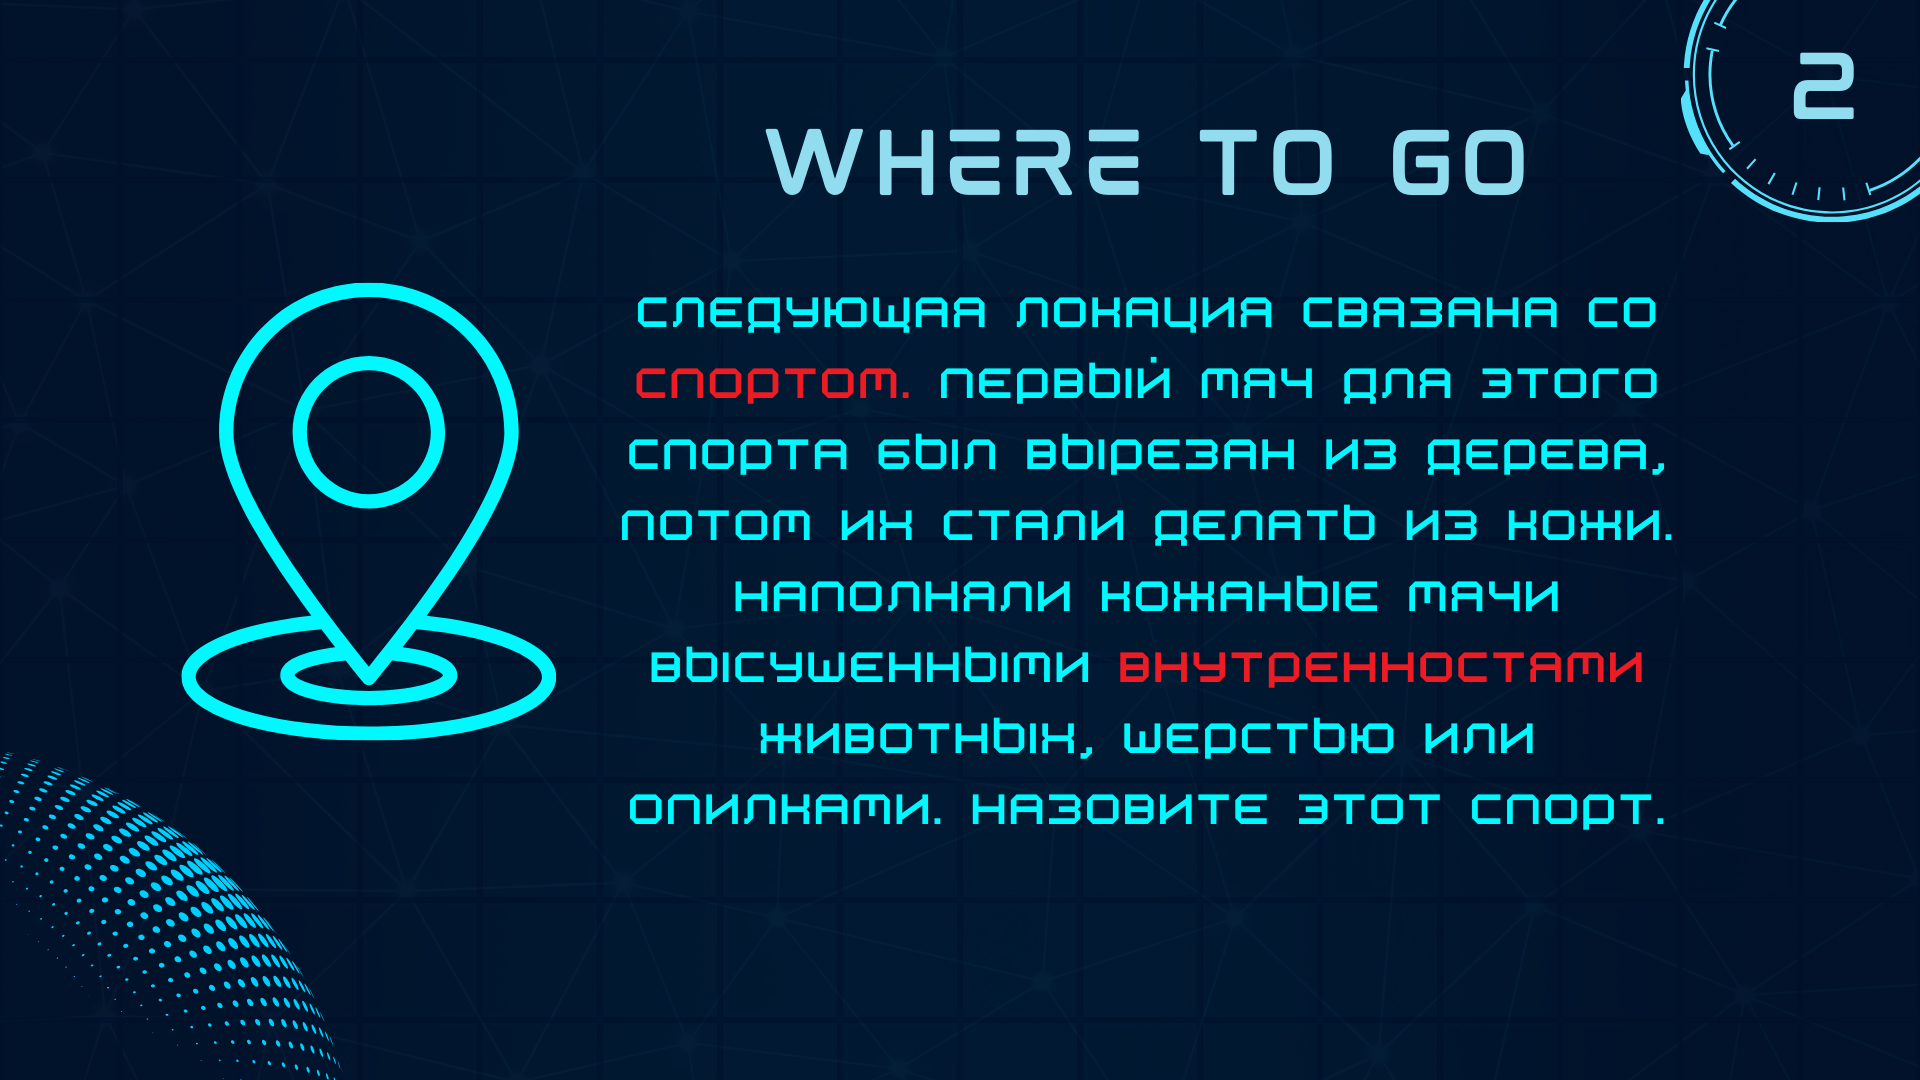 2
WHERE TO GO
СЛЕДУЮЩАЯ ЛОКАЦИЯ СВЯЗАНА СО
СПОРТОМ. ПЕРВЫЙ МЯЧ ДЛЯ ЭТОГО
СПОРТА БЫЛ ВЫРЕЗАН ИЗ ДЕРЕВА,
ПОТОМ ИХ СТАЛИ ДЕЛАТЬ ИЗ КОЖИ.
НАПОЛНЯЛИ КОЖАНЫЕ МЯЧИ
ВЫСУШЕННЫМИ ВНУТРЕННОСТЯМИ
ЖИВОТНЫХ, ШЕРСТЬЮ ИЛИ
ОПИЛКАМИ. НАЗОВИТЕ ЭТОТ СПОРТ.